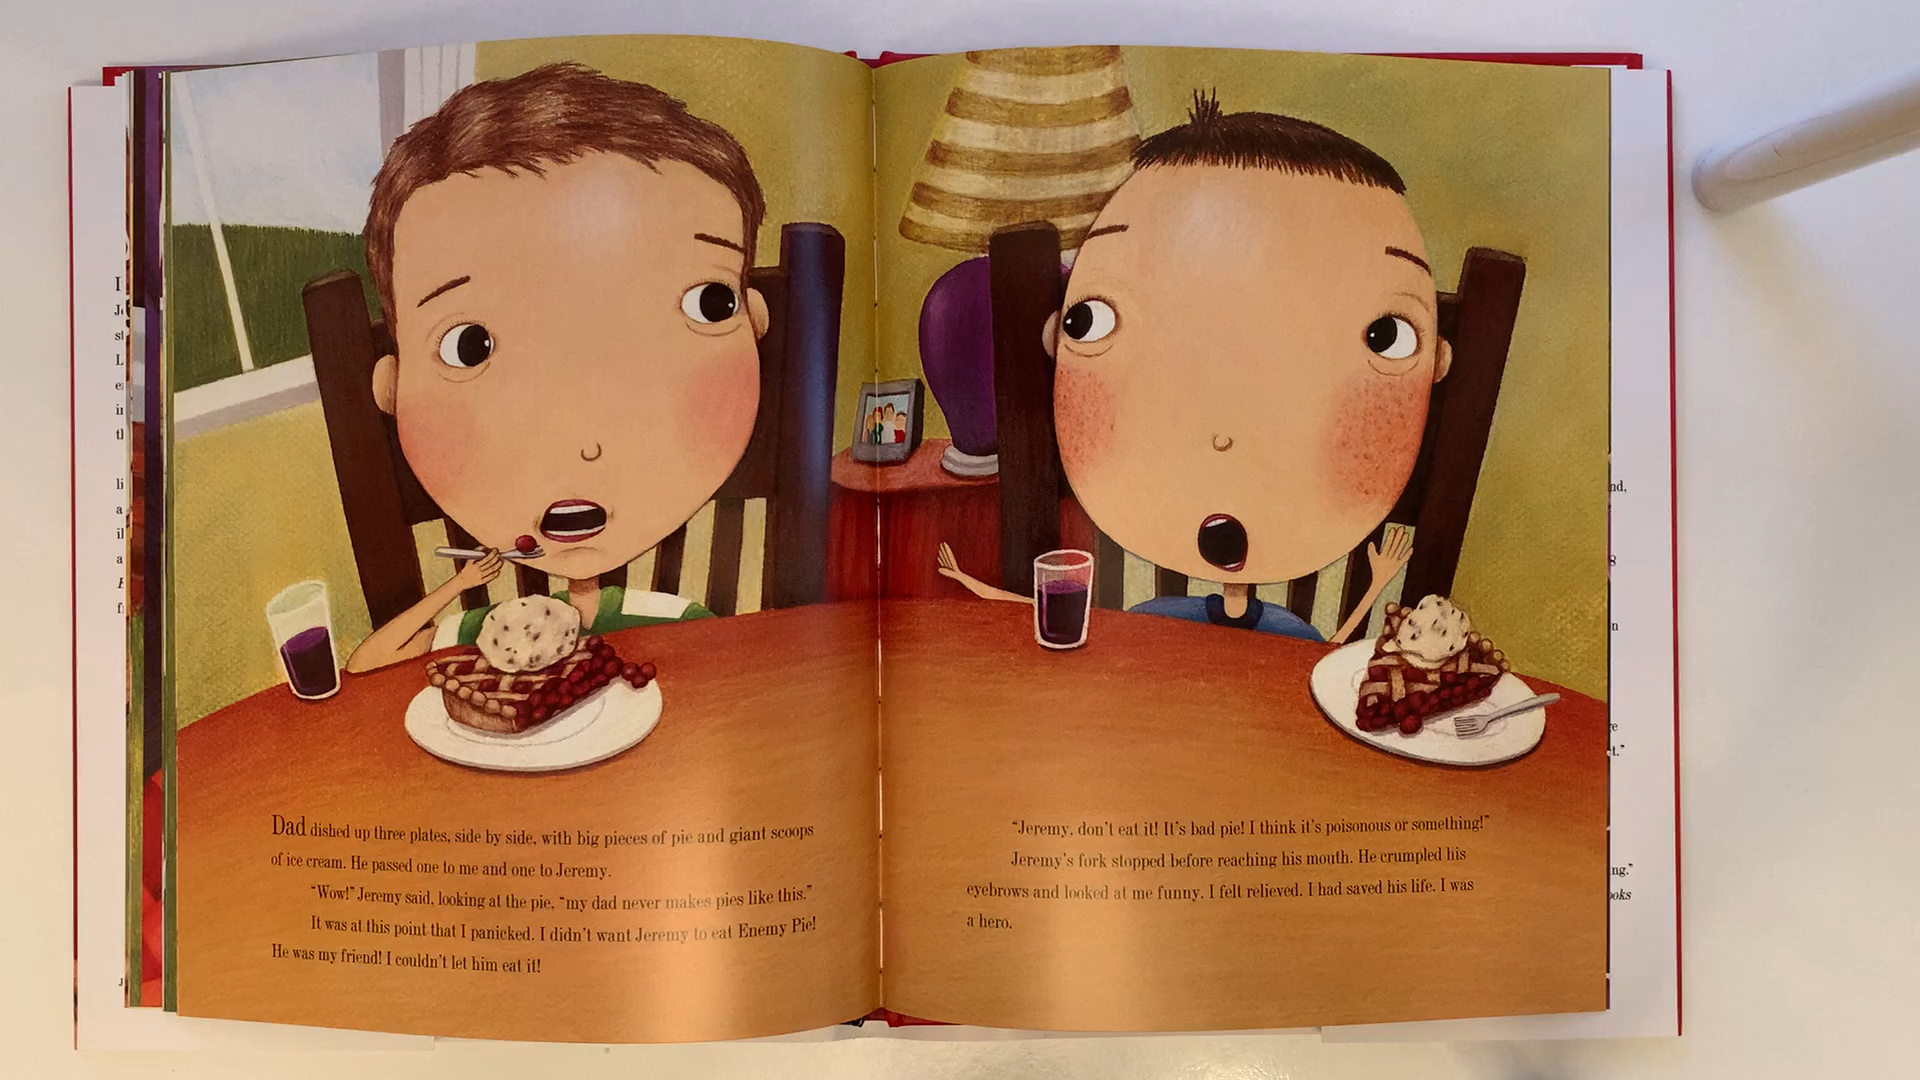 Dad dished up three plates, side by side, with big pieces of pie and giant scoops
of ice cream. He passed one to me and one to Jeremy.
“Wow!” Jeremy said, looking at the pie, “my dad never makes pies like this.”
It was at this point that I panicked. I didn’t want Jeremy to eat Enemy Pie!
He was my friend! I couldn’t let him eat it!
“Jeremy, don’t eat it! It’s bad pie! I think it’s poisonous or something!”
Jeremy’s fork stopped before reaching his mouth. He crumpled his
eyebrows and looked at me funny. I felt relieved. I had saved his life. I was
a hero.